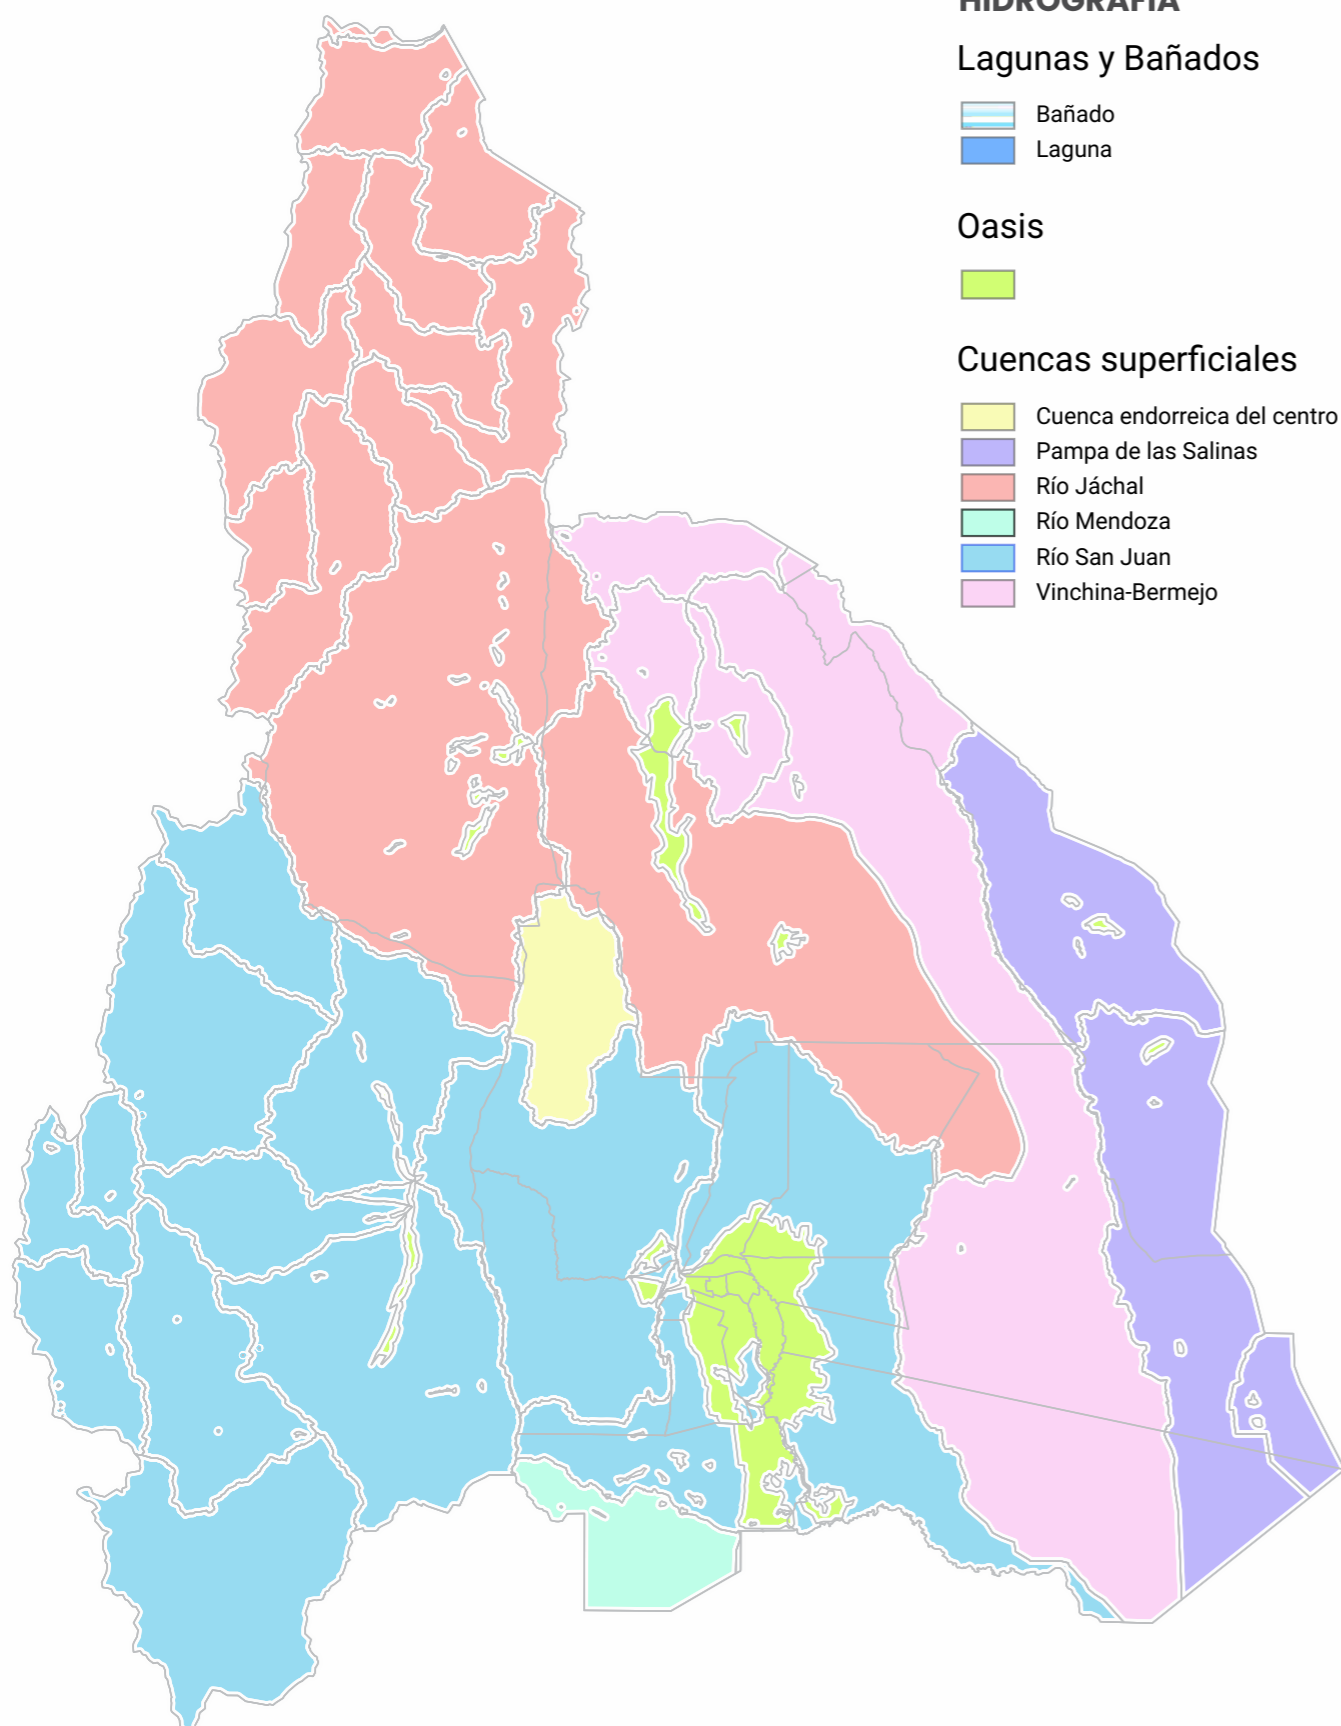 HIDROGRAFÍA
Lagunas y Bañados
Bañado
Laguna
Oasis
Cuencas superficiales
Cuenca endorreica del centro
Pampa de las Salinas
Río Jáchal
Río Mendoza
Río San Juan
Vinchina-Bermejo